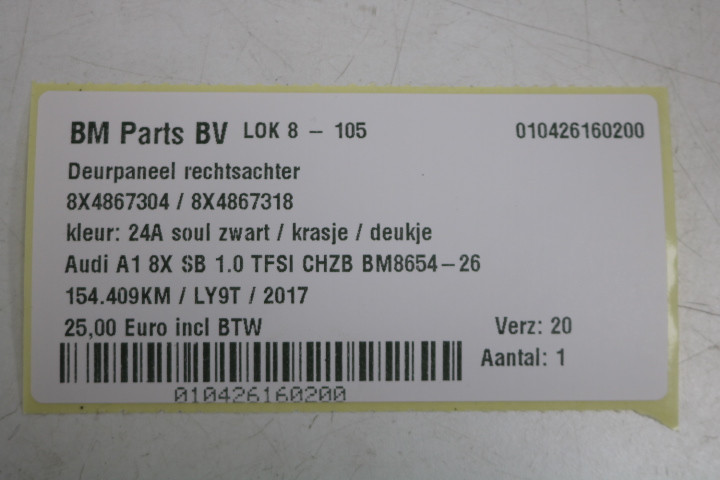 BM Parts BV LOK 8 - 105 010426160200
Deurpaneel rechtsachter
8X4867304 / 8X4867318
kleur: 24A soul zwart / krasje / deukje
Audi A1 8X SB 1.0 TFSI CHZB BM8654-26
154.409KM / LY9T / 2017
25,00 Euro incl BTW Verz: 20
Aantal: 1
010426160200